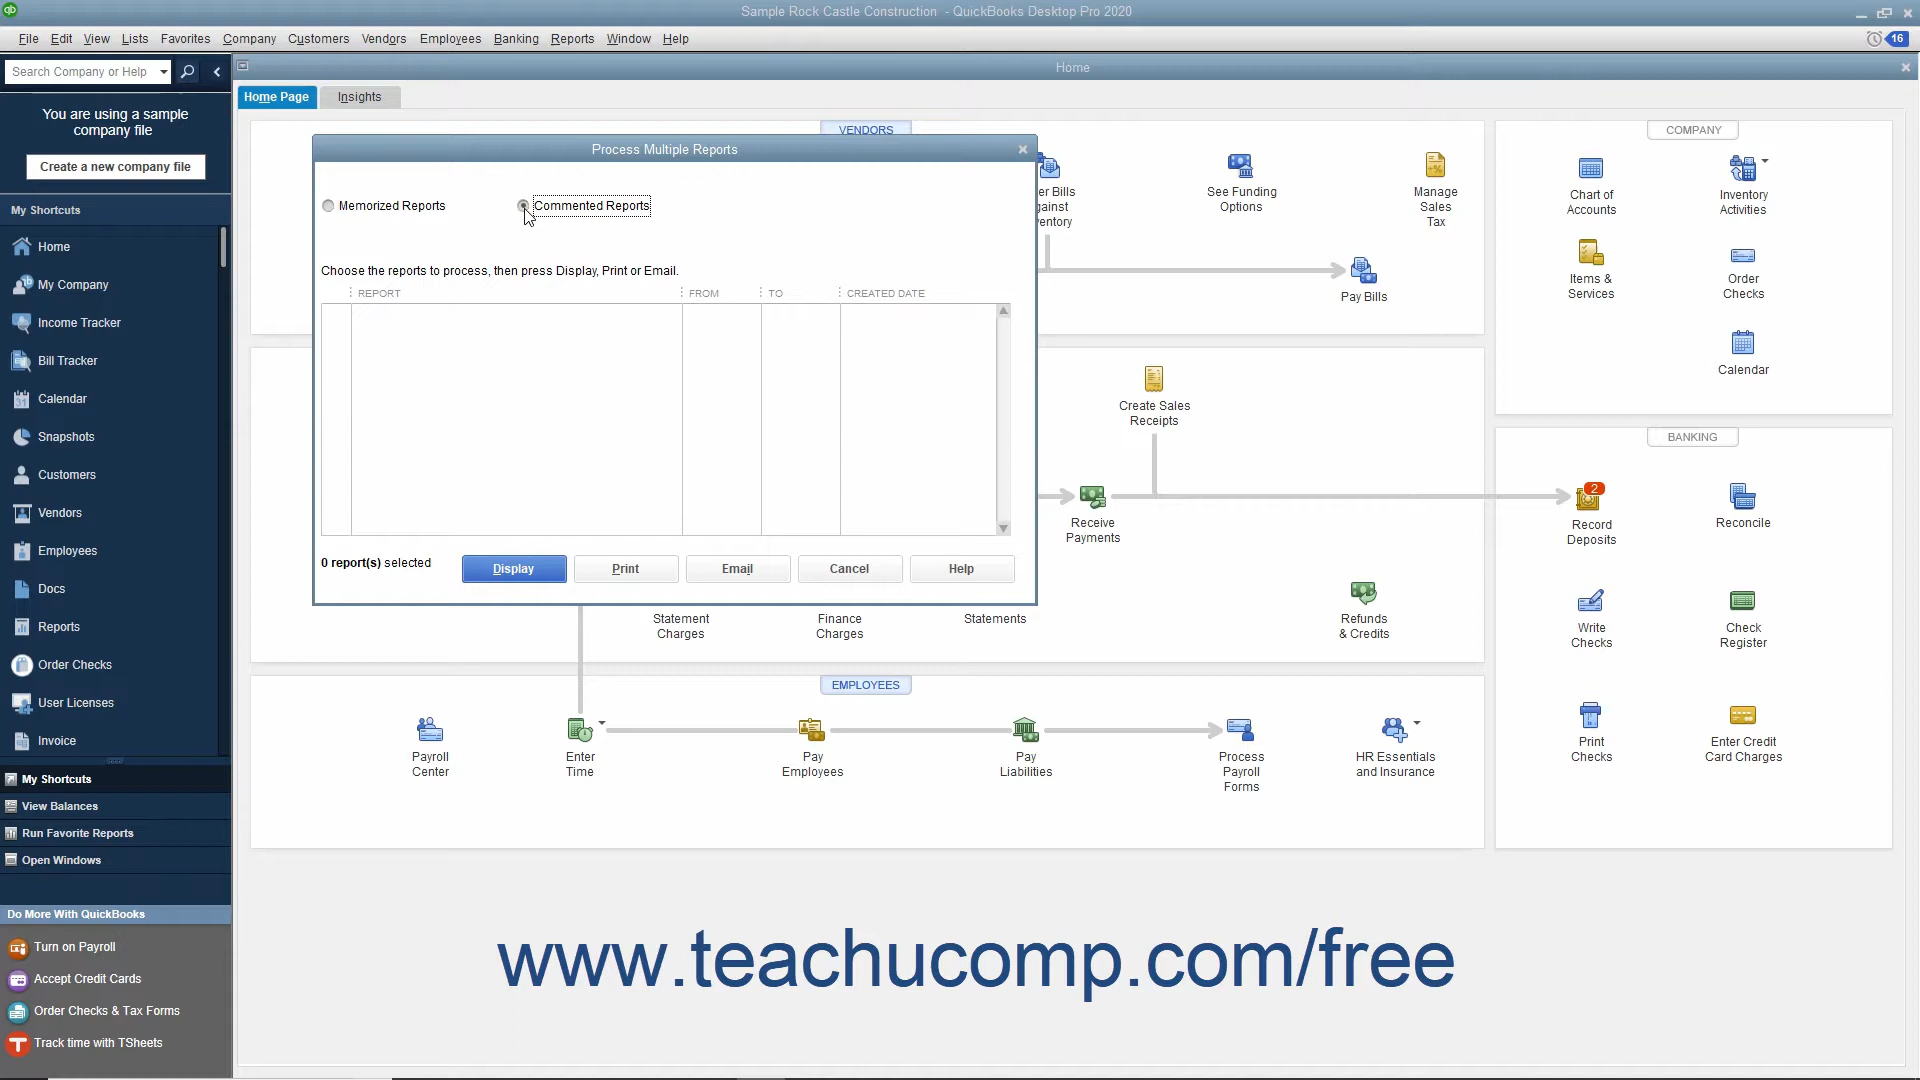 Sample Rock Castle Construction - QuickBooks Desktop Pro 2020
File Edit View Lists Favorites Company Customers Vendors Employees Banking Reports Window Help
16
Search Company or Help
Home
Home Page
Insights
You are using a sample
company file
Create a new company file
My Shortcuts
Home
My Company
Income Tracker
Bill Tracker
Calendar
Snapshots
Customers
Vendors
Employees
Docs
Reports
Order Checks
User Licenses
Invoice
My Shortcuts
View Balances
Run Favorite Reports
Open Windows
Do More With QuickBooks
Turn on Payroll
Accept Credit Cards
Order Checks & Tax Forms
Track time with TSheets
VENDORS
Process Multiple Reports
Memorized Reports
Commented Reports
Choose the reports to process, then press Display, Print or Email.
REPORT FROM TO CREATED DATE
0 report(s) selected
Display
Print
Email
Cancel
Help
er Bills
gainst
ventory
See Funding
Options
Manage
Sales
Tax
Pay Bills
Create Sales
Receipts
Receive
Payments
Statement
Charges
Finance
Charges
Statements
Refunds
& Credits
EMPLOYEES
Payroll
Center
Enter
Time
Pay
Employees
Pay
Liabilities
Process
Payroll
Forms
HR Essentials
and Insurance
COMPANY
Chart of
Accounts
Inventory
Activities
Items &
Services
Order
Checks
31
Calendar
BANKING
2
Record
Deposits
Reconcile
Write
Checks
Check
Register
Print
Checks
Enter Credit
Card Charges
www.teachucomp.com/free